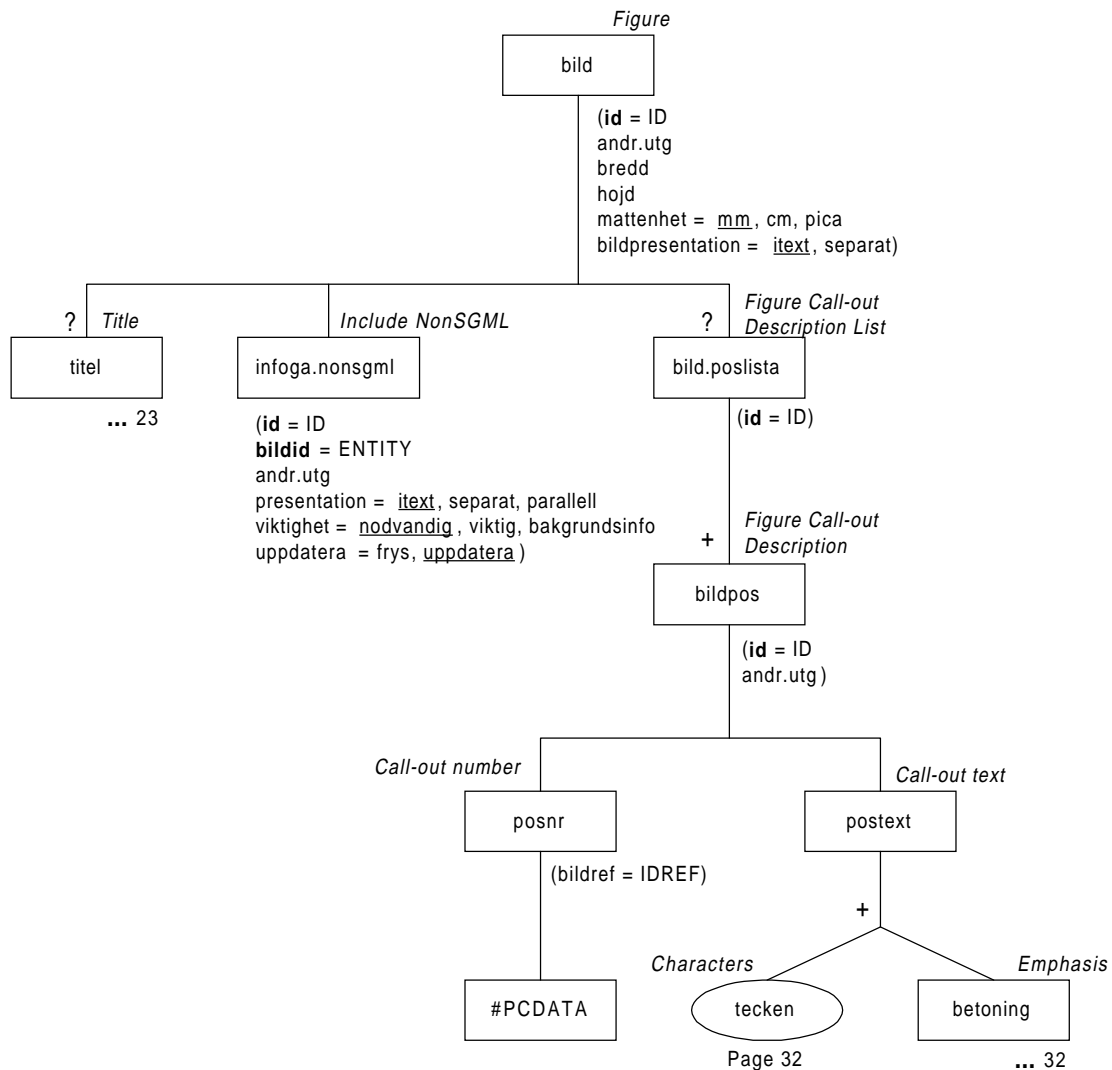 Figure
bild
(id = ID
andr.utg
bredd
hojd
mattenhet = mm, cm, pica
bildpresentation = itext, separat)
? Title
titel
... 23
Include NonSGML
infoga.nonsgml
(id = ID
bildid = ENTITY
andr.utg
presentation = itext, separat, parallell
viktighet = nodvandig, viktig, bakgrundsinfo
uppdatera = frys, uppdatera)
Figure Call-out
? Description List
bild.poslista
(id = ID)
Figure Call-out
+ Description
bildpos
(id = ID
andr.utg)
Call-out number
posnr
(bildref = IDREF)
#PCDATA
Call-out text
postext
+
Characters
tecken
Page 32
Emphasis
betoning
... 32